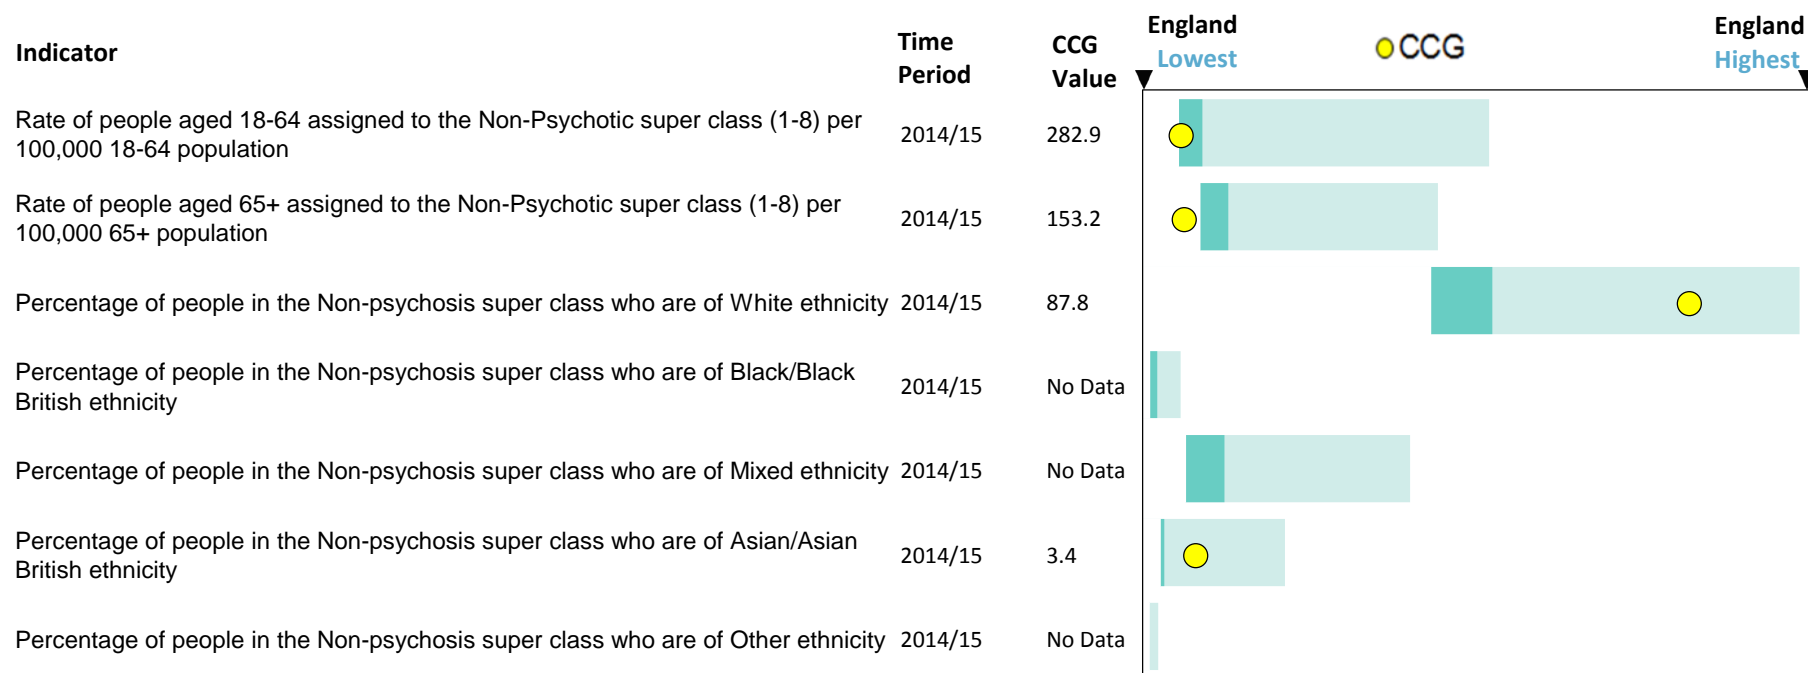 Indicator
Time
Period
CCG
Value
England
Lowest
CCG
England
Highest
Rate of people aged 18-64 assigned to the Non-Psychotic super class (1-8) per
100,000 18-64 population
2014/15
282.9
Rate of people aged 65+ assigned to the Non-Psychotic super class (1-8) per
100,000 65+ population
2014/15
153.2
Percentage of people in the Non-psychosis super class who are of White ethnicity
2014/15
87.8
Percentage of people in the Non-psychosis super class who are of Black/Black
British ethnicity
2014/15
No Data
Percentage of people in the Non-psychosis super class who are of Mixed ethnicity
2014/15
No Data
Percentage of people in the Non-psychosis super class who are of Asian/Asian
British ethnicity
2014/15
3.4
Percentage of people in the Non-psychosis super class who are of Other ethnicity
2014/15
No Data